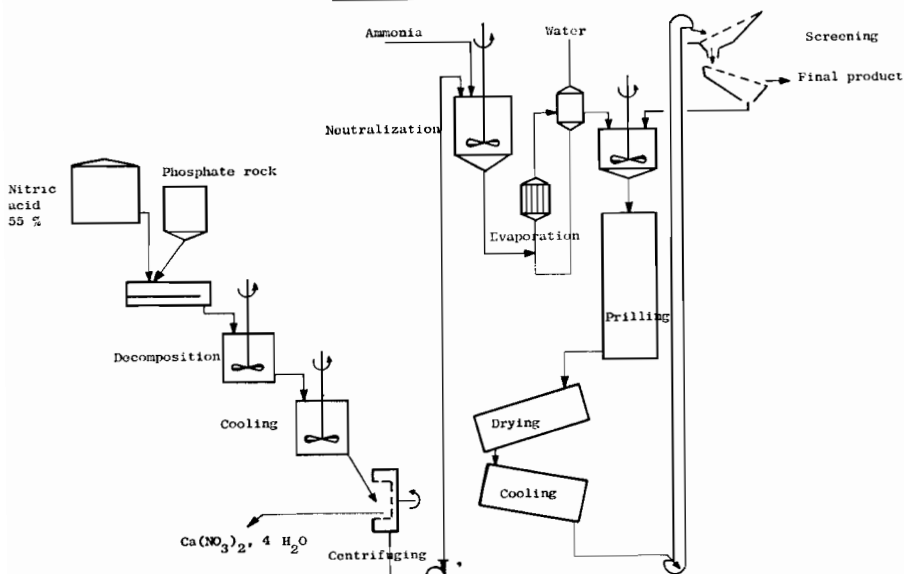 Ammonia
Water
Screening
Final product
Neutralization
Phosphate rock
Nitric
acid
55 %
Evaporation
Prilling
Decomposition
Cooling
Drying
Cooling
Ca(NO₃)₂, 4 H₂O
Centrifuging